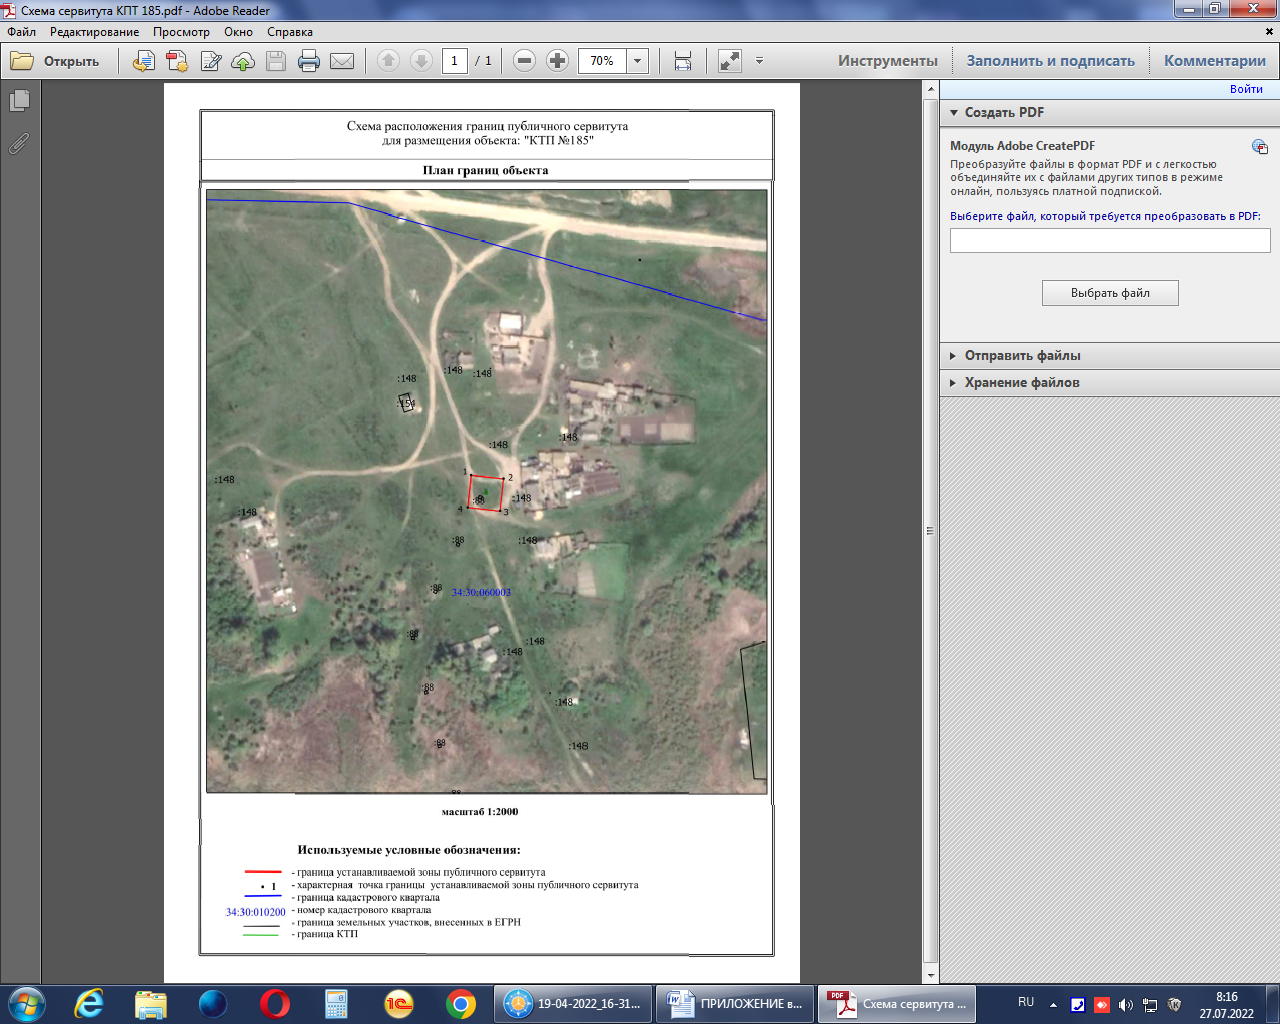 Схема сервитута КПТ 185.pdf - Adobe Reader
Файл Редактирование Просмотр Окно Справка
Открыть 1 / 1 70% Инструменты Заполнить и подписать Комментарии
Войти
Создать PDF
Модуль Adobe CreatePDF
Преобразуйте файлы в формат PDF и с легкостью
объединяйте их с файлами других типов в режиме
онлайн, пользуясь платной подпиской.
Выберите файл, который требуется преобразовать в PDF:
Выбрать файл
Отправить файлы
Хранение файлов
Схема расположения границ публичного сервитута
для размещения объекта: "КТП №185"
План границ объекта
:148
:148
:148
:154
:148
:148
1
2
:148
:88
:148
4
3
:148
:88
:148
:88
34:30:060003
:88
:148
:148
:88
:148
:88
:148
:88
масштаб 1:2000
Используемые условные обозначения:
- граница устанавливаемой зоны публичного сервитута
1 - характерная точка границы устанавливаемой зоны публичного сервитута
- граница кадастрового квартала
34:30:010200 - номер кадастрового квартала
- граница земельных участков, внесенных в ЕГРН
- граница КТП
19-04-2022_16-31... ПРИЛОЖЕНИЕ в... Схема сервитута ... RU 8:16
27.07.2022